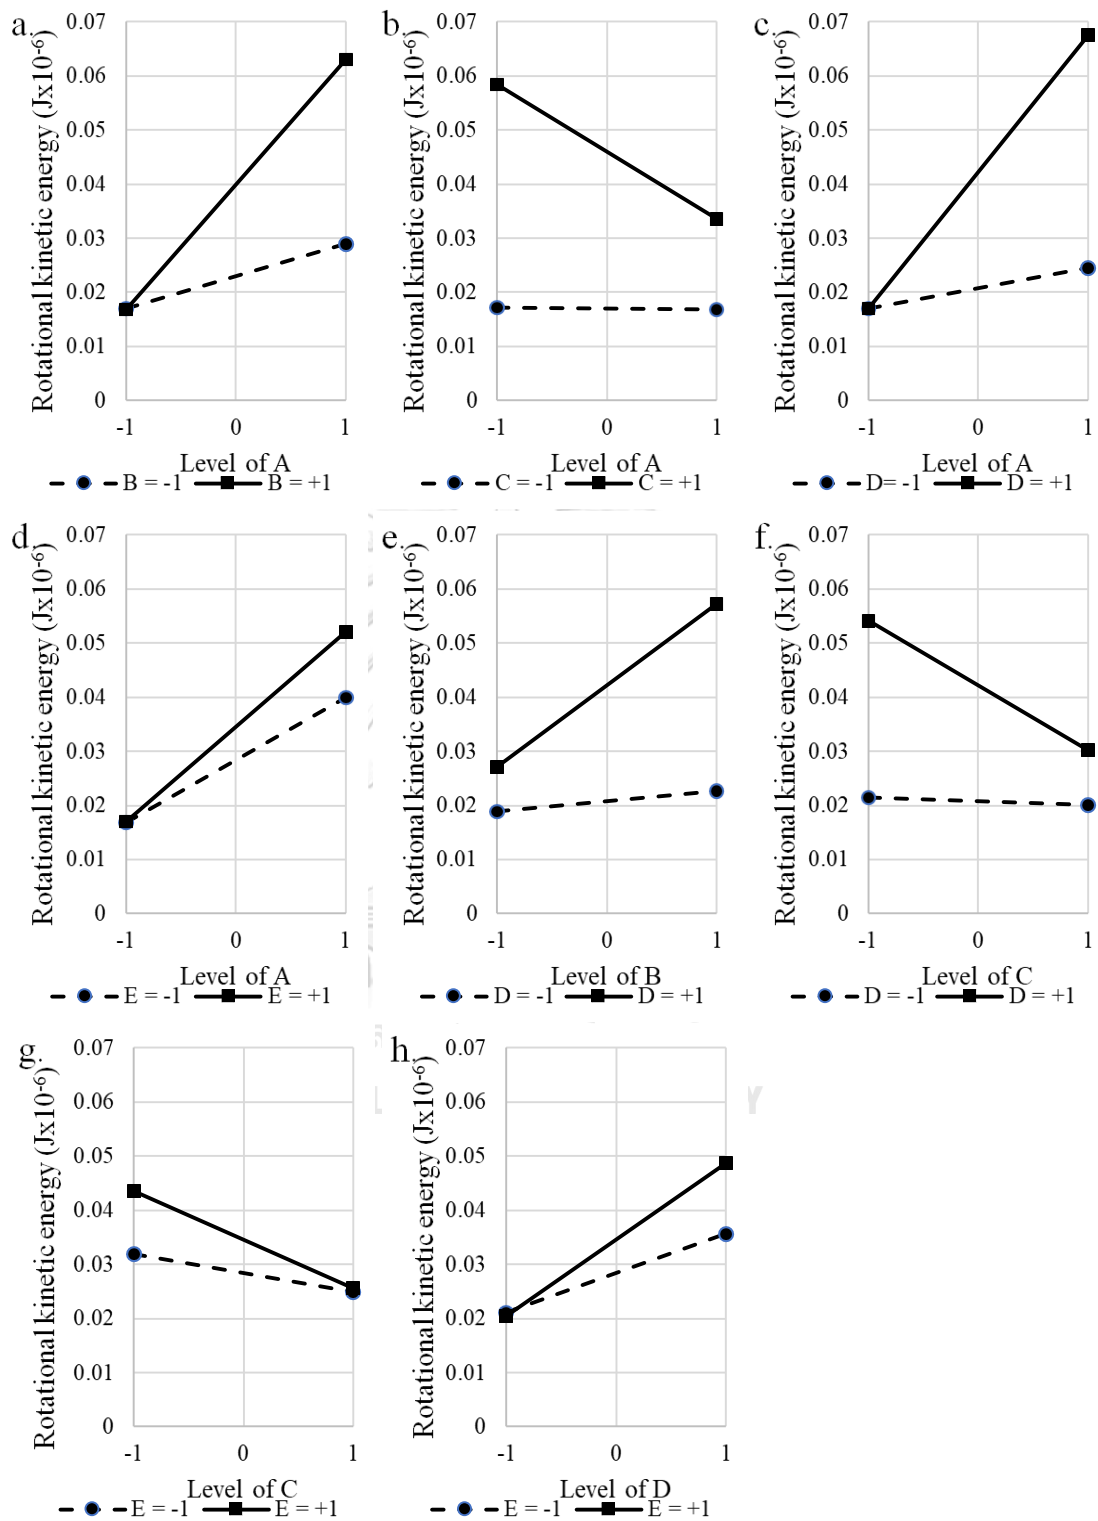 a.
Rotational kinetic energy (Jx10⁻⁶)
0.07
0.06
0.05
0.04
0.03
0.02
0.01
0
-1 0 1
Level of A
B = -1 B = +1
b.
Rotational kinetic energy (Jx10⁻⁶)
0.07
0.06
0.05
0.04
0.03
0.02
0.01
0
-1 0 1
Level of A
C = -1 C = +1
c.
Rotational kinetic energy (Jx10⁻⁶)
0.07
0.06
0.05
0.04
0.03
0.02
0.01
0
-1 0 1
Level of A
D= -1 D = +1
d.
Rotational kinetic energy (Jx10⁻⁶)
0.07
0.06
0.05
0.04
0.03
0.02
0.01
0
-1 0 1
Level of A
E = -1 E = +1
e.
Rotational kinetic energy (Jx10⁻⁶)
0.07
0.06
0.05
0.04
0.03
0.02
0.01
0
-1 0 1
Level of B
D = -1 D = +1
f.
Rotational kinetic energy (Jx10⁻⁶)
0.07
0.06
0.05
0.04
0.03
0.02
0.01
0
-1 0 1
Level of C
D = -1 D = +1
g.
Rotational kinetic energy (Jx10⁻⁶)
0.07
0.06
0.05
0.04
0.03
0.02
0.01
0
-1 0 1
Level of C
E = -1 E = +1
h.
Rotational kinetic energy (Jx10⁻⁶)
0.07
0.06
0.05
0.04
0.03
0.02
0.01
0
-1 0 1
Level of D
E = -1 E = +1